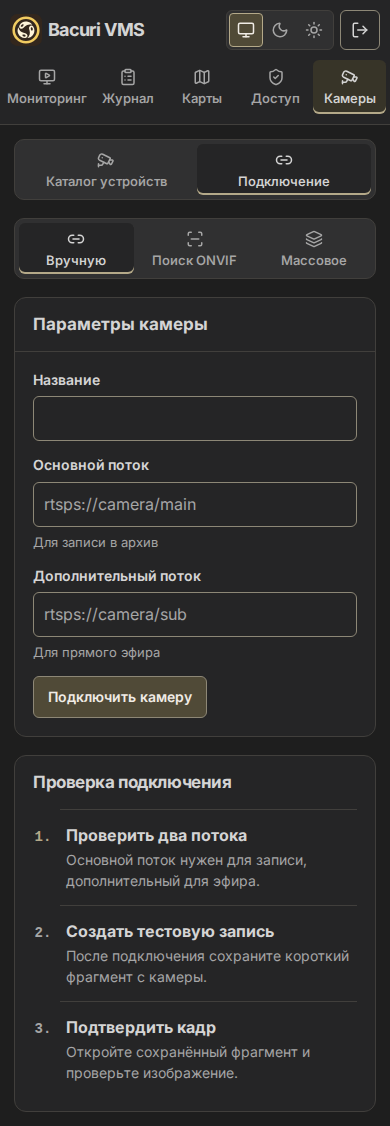 Bacuri VMS
Мониторинг Журнал Карты Доступ Камеры
Каталог устройств Подключение
Вручную Поиск ONVIF Массовое
Параметры камеры
Название
Основной поток
rtsps://camera/main
Для записи в архив
Дополнительный поток
rtsps://camera/sub
Для прямого эфира
Подключить камеру
Проверка подключения
1. Проверить два потока
Основной поток нужен для записи,
дополнительный для эфира.
2. Создать тестовую запись
После подключения сохраните короткий
фрагмент с камеры.
3. Подтвердить кадр
Откройте сохранённый фрагмент и
проверьте изображение.